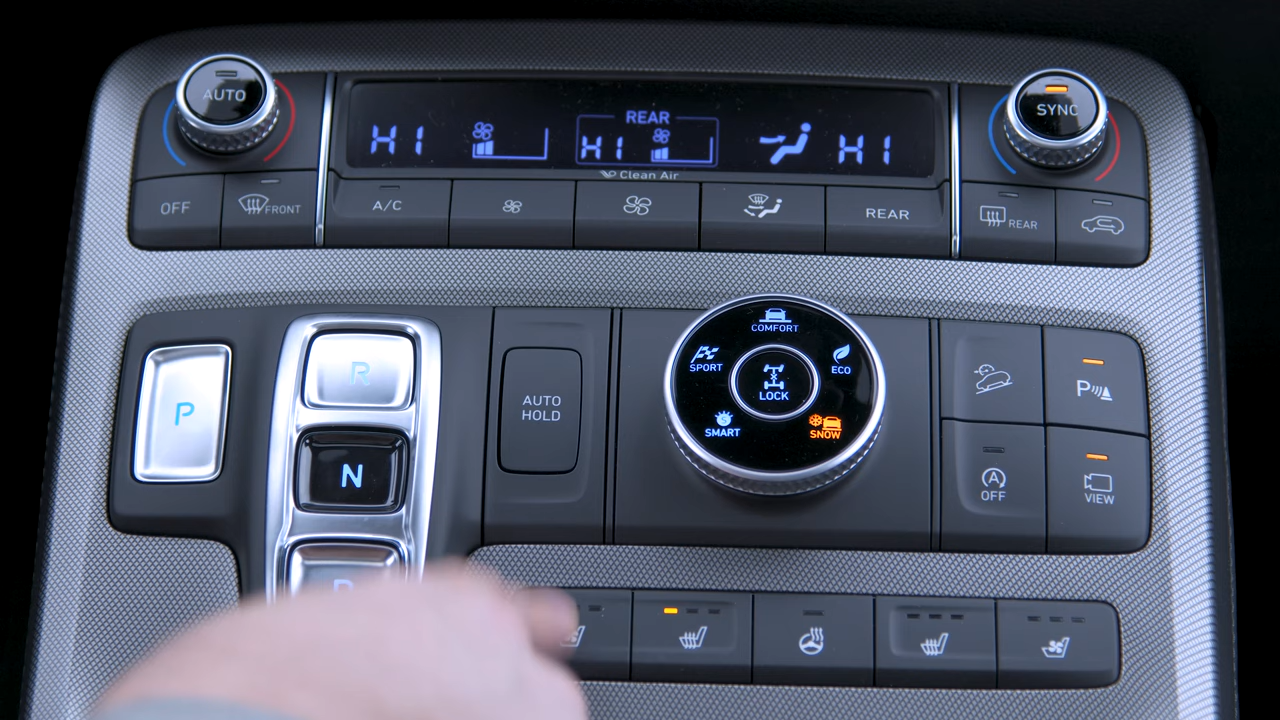 AUTO
SYNC
REAR
HI
HI
HI
Clean Air
OFF
FRONT
A/C
REAR
REAR
P
R
N
AUTO
HOLD
COMFORT
SPORT
ECO
LOCK
SMART
SNOW
P
A
OFF
VIEW